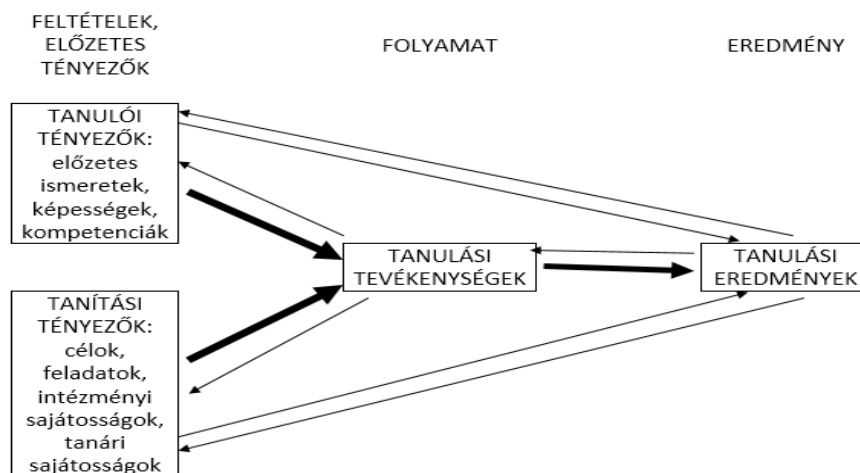 FELTÉTELEK,
ELŐZETES
TÉNYEZŐK
FOLYAMAT
EREDMÉNY
TANULÓI
TÉNYEZŐK:
előzetes
ismeretek,
képességek,
kompetenciák
TANULÁSI
TEVÉKENYSÉGEK
TANULÁSI
EREDMÉNYEK
TANÍTÁSI
TÉNYEZŐK:
célok,
feladatok,
intézményi
sajátosságok,
tanári
sajátosságok